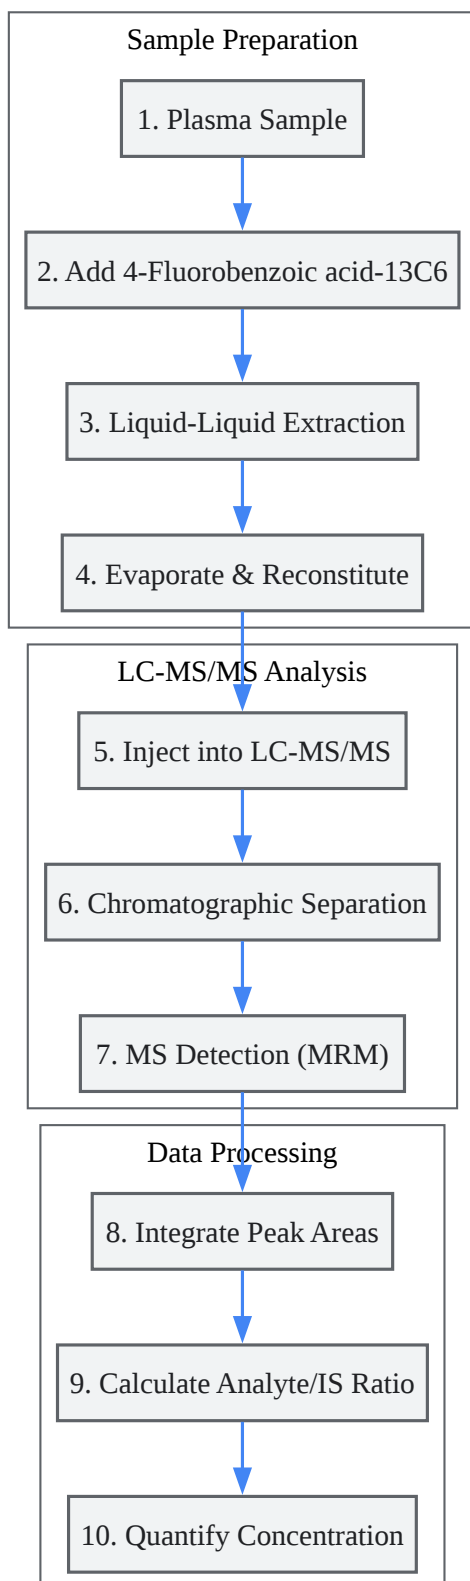 Sample Preparation
1. Plasma Sample
2. Add 4-Fluorobenzoic acid-13C6
3. Liquid-Liquid Extraction
4. Evaporate & Reconstitute
LC-MS/MS Analysis
5. Inject into LC-MS/MS
6. Chromatographic Separation
7. MS Detection (MRM)
Data Processing
8. Integrate Peak Areas
9. Calculate Analyte/IS Ratio
10. Quantify Concentration